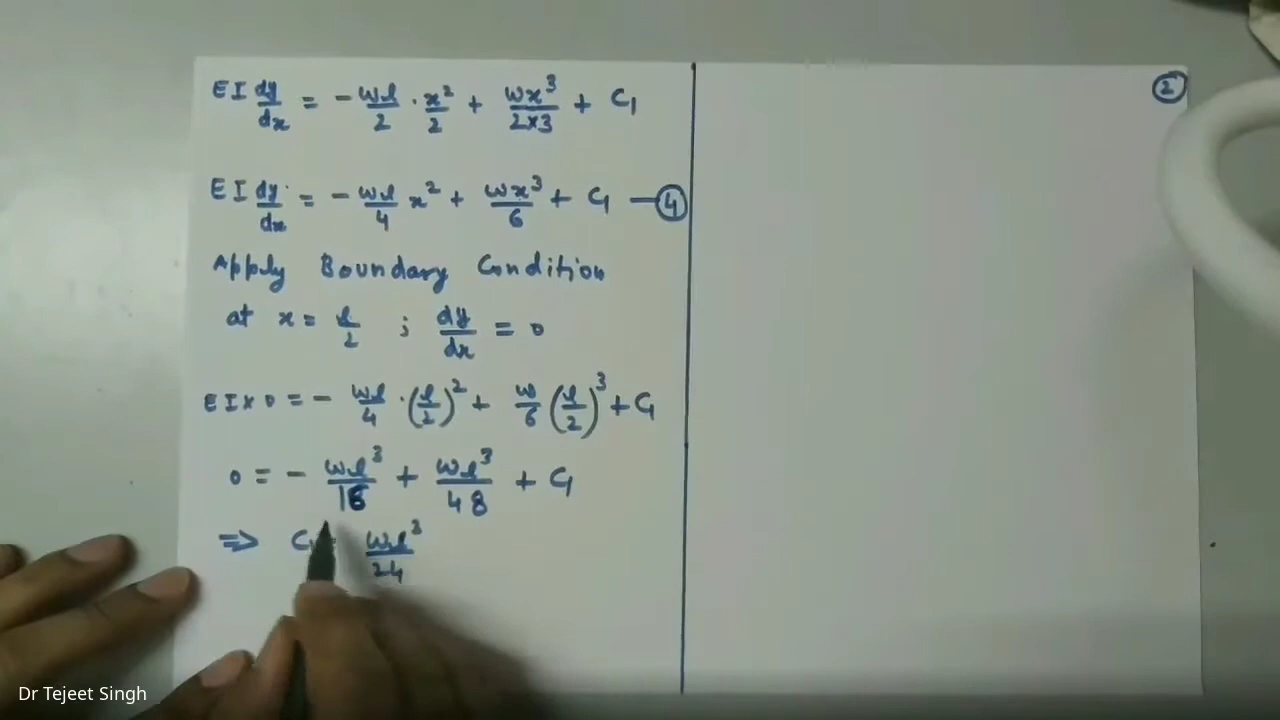 EI dy/dx = - wl/2 · x²/2 + wx³/2×3 + C₁
②
EI dy/dx = - wl/4 x² + wx³/6 + C₁ — ④
Apply Boundary Condition
at x = l/2 ; dy/dx = 0
EI × 0 = - wl/4 · (l/2)² + w/6 (l/2)³ + C₁
0 = - wl³/16 + wl³/48 + C₁
⇒ C₁ = wl³/24
Dr Tejeet Singh